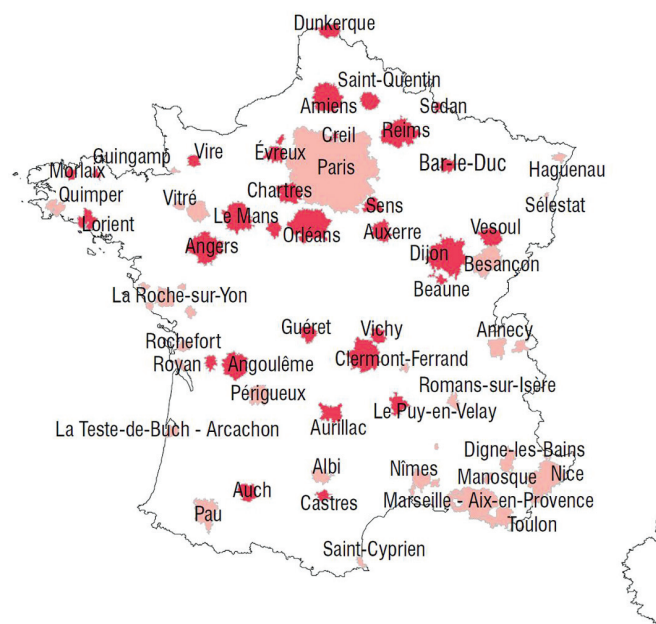 Dunkerque
Saint-Quentin
Amiens
Sedan
Creil
Reims
Guingamp
Vire
Évreux
Paris
Bar-le-Duc
Haguenau
Morlaix
Quimper
Vitré
Chartres
Sens
Sélestat
Lorient
Le Mans
Orléans
Auxerre
Vesoul
Angers
Dijon
Besançon
Beaune
La Roche-sur-Yon
Guéret
Vichy
Annecy
Rochefort
Royan
Angoulême
Clermont-Ferrand
Périgueux
Romans-sur-Isère
Le Puy-en-Velay
La Teste-de-Buch - Arcachon
Aurillac
Digne-les-Bains
Albi
Nîmes
Manosque
Nice
Auch
Castres
Marseille - Aix-en-Provence
Pau
Toulon
Saint-Cyprien